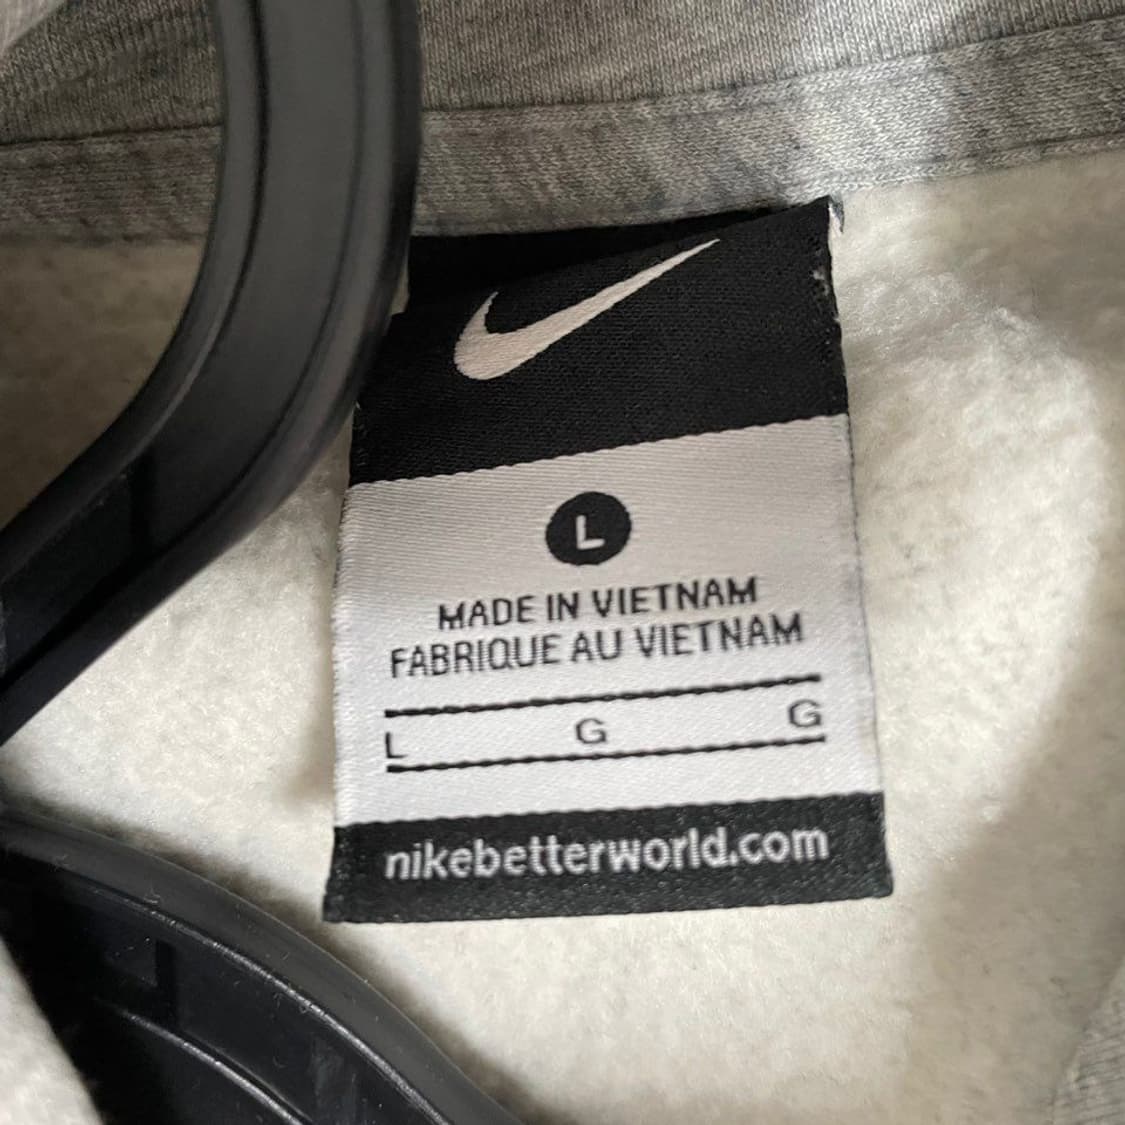 L
MADE IN VIETNAM
FABRIQUE AU VIETNAM
L G G
nikebetterworld.com